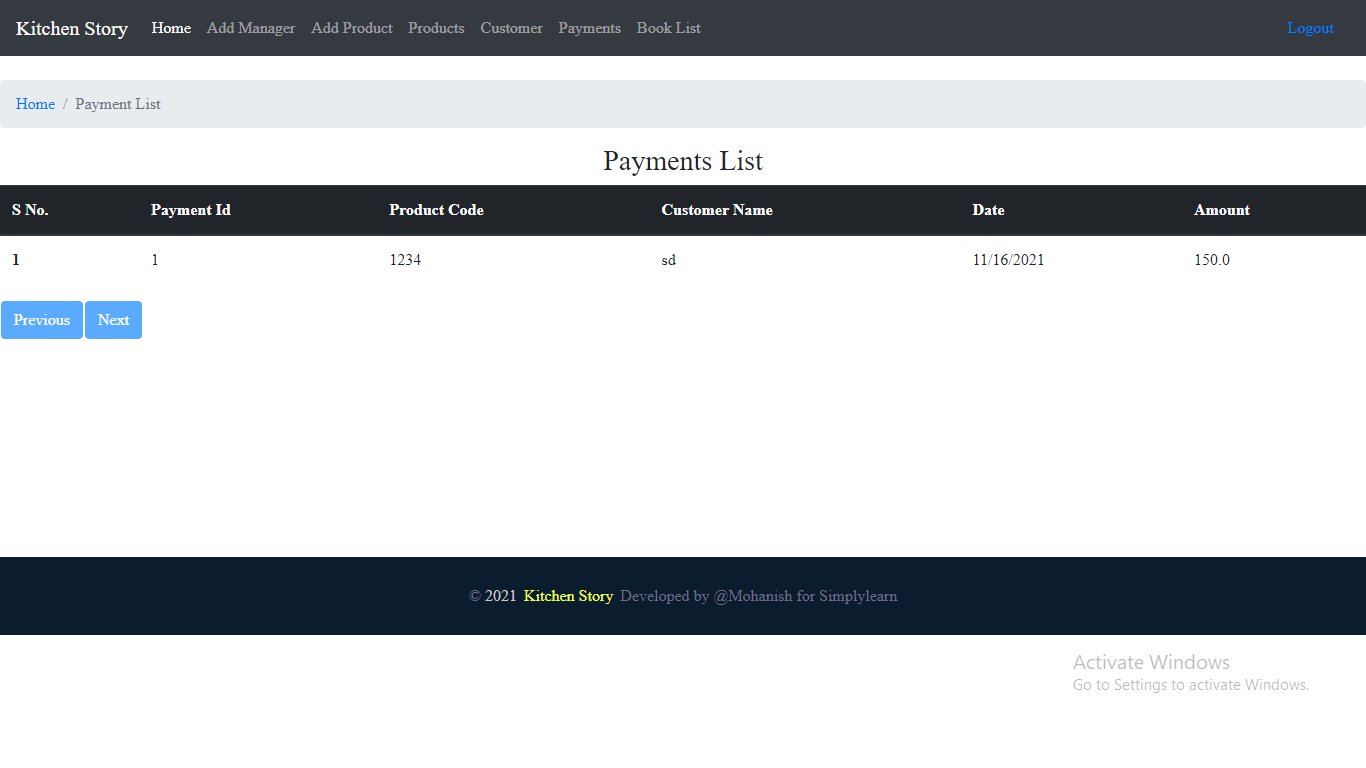 Kitchen Story Home Add Manager Add Product Products Customer Payments Book List Logout
Home / Payment List
Payments List
S No. Payment Id Product Code Customer Name Date Amount
1 1 1234 sd 11/16/2021 150.0
Previous Next
© 2021 Kitchen Story Developed by @Mohanish for Simplylearn
Activate Windows
Go to Settings to activate Windows.